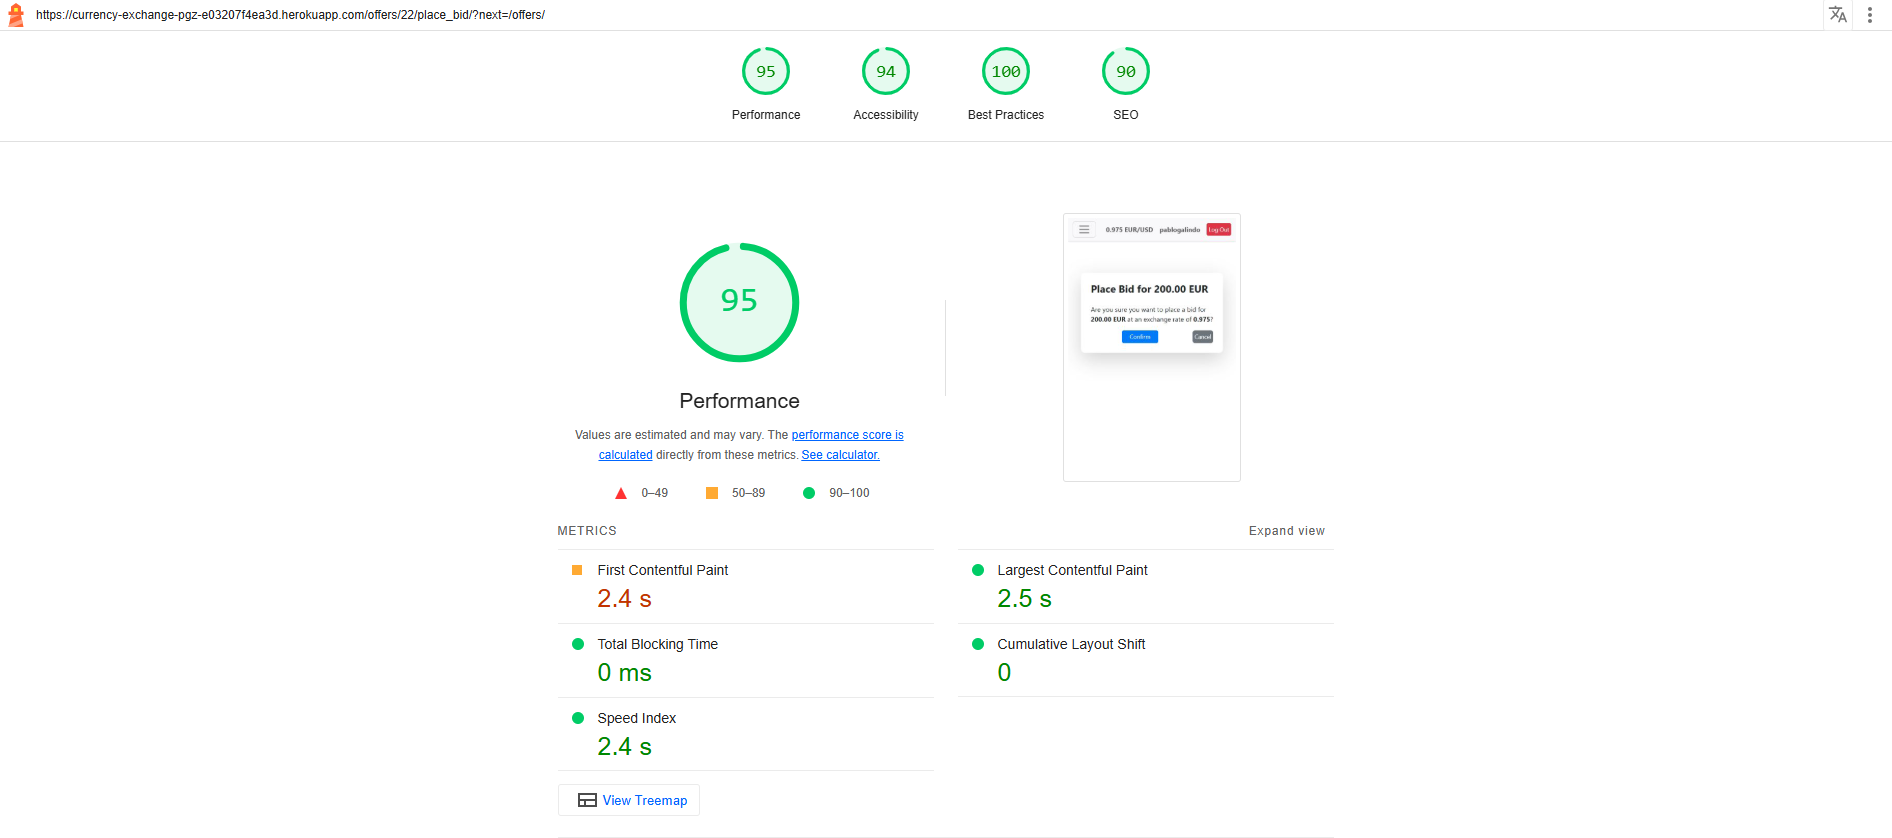 https://currency-exchange-pgz-e03207f4ea3d.herokuapp.com/offers/22/place_bid/?next=/offers/
95
94
100
90
Performance
Accessibility
Best Practices
SEO
95
Performance
Values are estimated and may vary. The performance score is
calculated directly from these metrics. See calculator.
0–49
50–89
90–100
0.975 EUR/USD pablogalindo Log Out
Place Bid for 200.00 EUR
Are you sure you want to place a bid for
200.00 EUR at an exchange rate of 0.975?
Confirm
Cancel
METRICS
Expand view
First Contentful Paint
2.4 s
Largest Contentful Paint
2.5 s
Total Blocking Time
0 ms
Cumulative Layout Shift
0
Speed Index
2.4 s
View Treemap